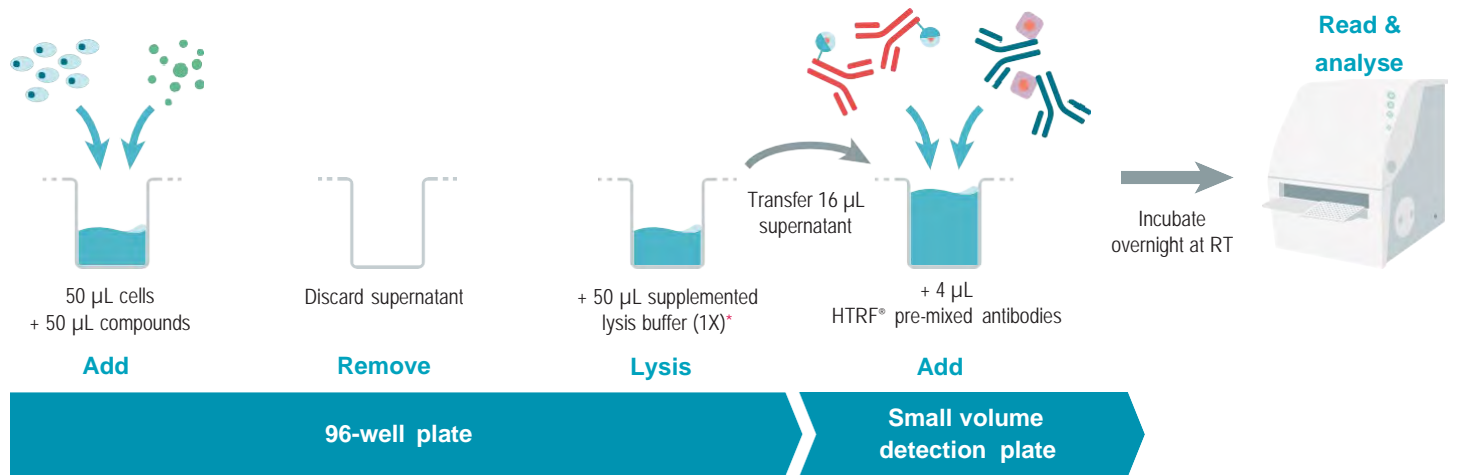 Read &
analyse
Transfer 16 µL
supernatant
Incubate
overnight at RT
50 µL cells
+ 50 µL compounds
Discard supernatant
+ 50 µL supplemented
lysis buffer (1X)*
+ 4 µL
HTRF® pre-mixed antibodies
Add
Remove
Lysis
Add
96-well plate
Small volume
detection plate